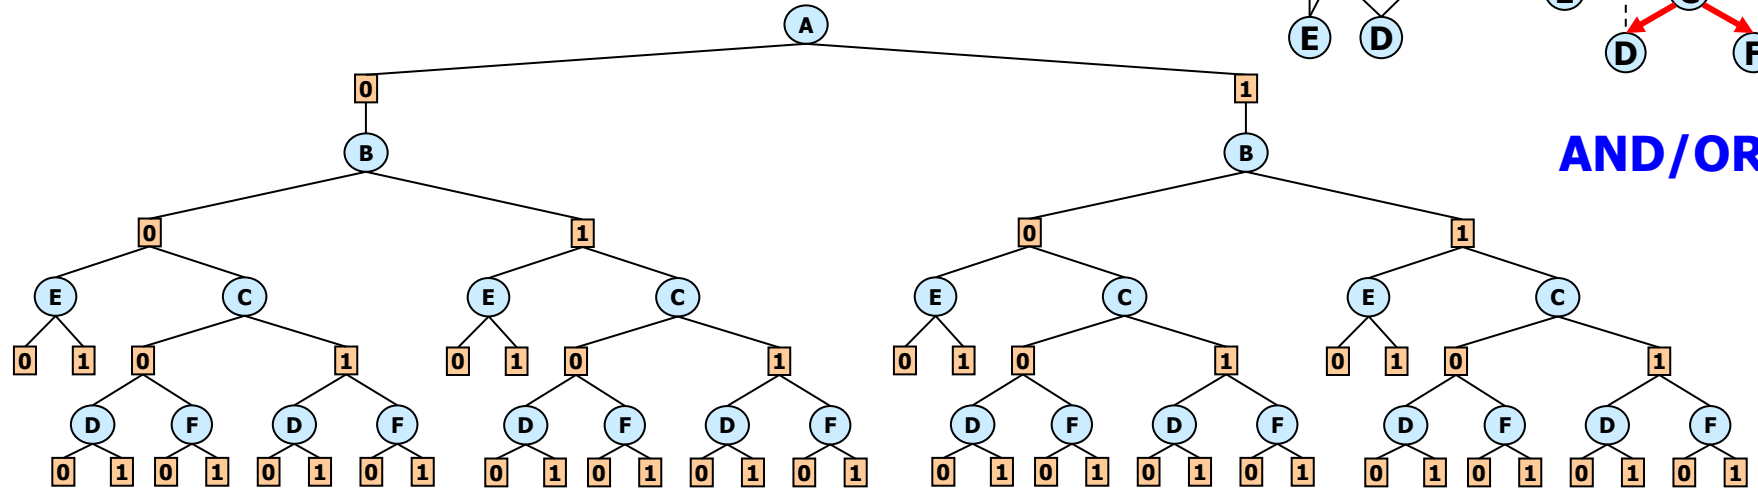 A
E D
D F
0 1
B B
AND/OR
0 1 0 1
E C E C E C E C
0 1 0 1 0 1 0 1 0 1 0 1 0 1 0 1
D F D F D F D F D F D F D F D F
0 1 0 1 0 1 0 1 0 1 0 1 0 1 0 1 0 1 0 1 0 1 0 1 0 1 0 1 0 1 0 1